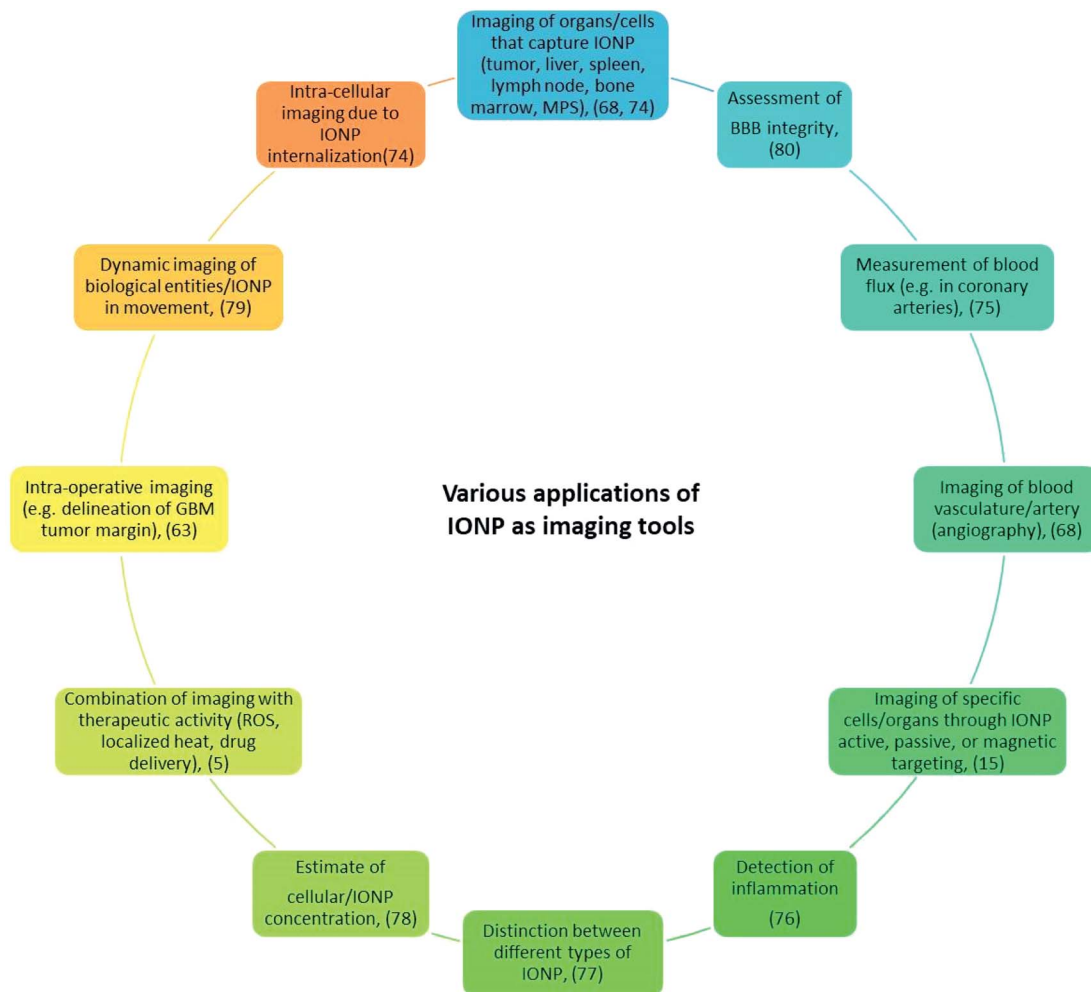 Imaging of organs/cells
that capture IONP
(tumor, liver, spleen,
lymph node, bone
marrow, MPS), (68, 74)
Assessment of
BBB integrity,
(80)
Measurement of blood
flux (e.g. in coronary
arteries), (75)
Imaging of blood
vasculature/artery
(angiography), (68)
Imaging of specific
cells/organs through IONP
active, passive, or magnetic
targeting, (15)
Detection of
inflammation
(76)
Distinction between
different types of
IONP, (77)
Estimate of
cellular/IONP
concentration, (78)
Combination of imaging with
therapeutic activity (ROS,
localized heat, drug
delivery), (5)
Intra-operative imaging
(e.g. delineation of GBM
tumor margin), (63)
Dynamic imaging of
biological entities/IONP
in movement, (79)
Intra-cellular
imaging due to
IONP
internalization(74)
Various applications of
IONP as imaging tools